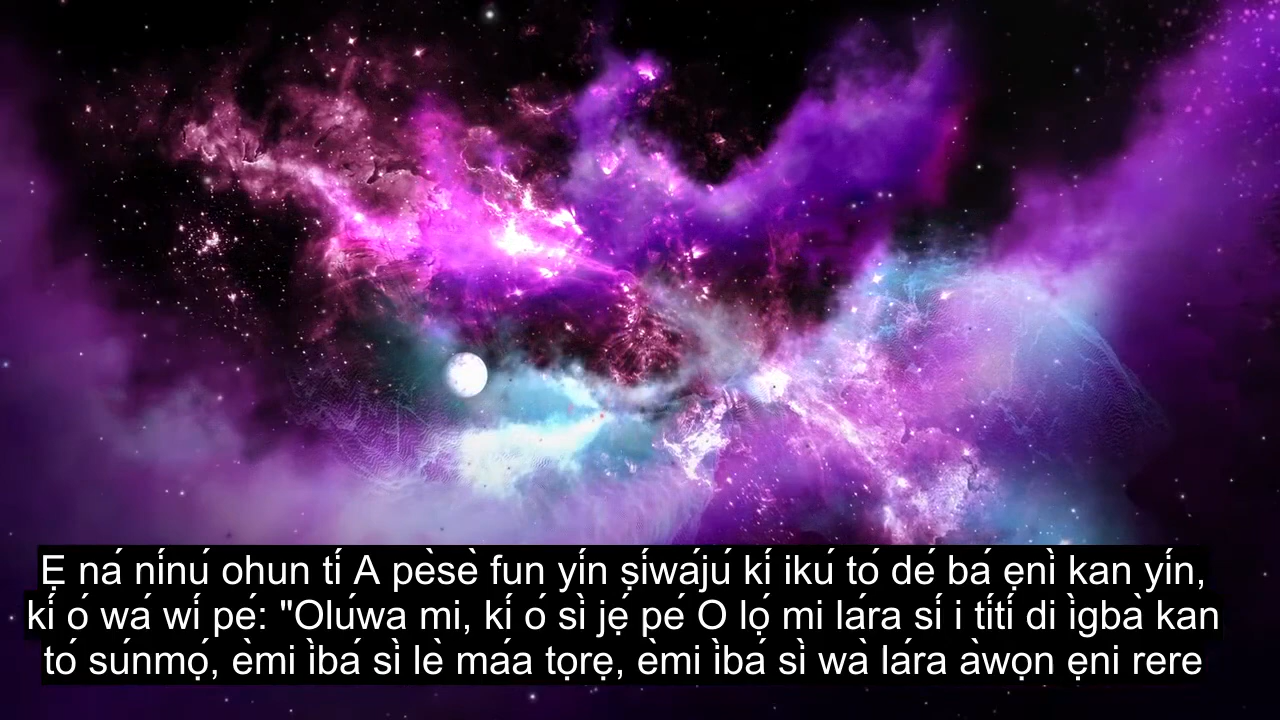 Ẹ ná nínú ohun tí A pèsè fun yín ṣíwájú kí ikú tó dé bá ẹnì kan yín,
kí ó wá wí pé: "Olúwa mi, kí ó sì jẹ́ pé O lọ́ mi lára sí i títí di ìgbà kan
tó súnmọ́, èmi ìbá sì lè máa tọrẹ, èmi ìbá sì wà lára àwọn ẹni rere